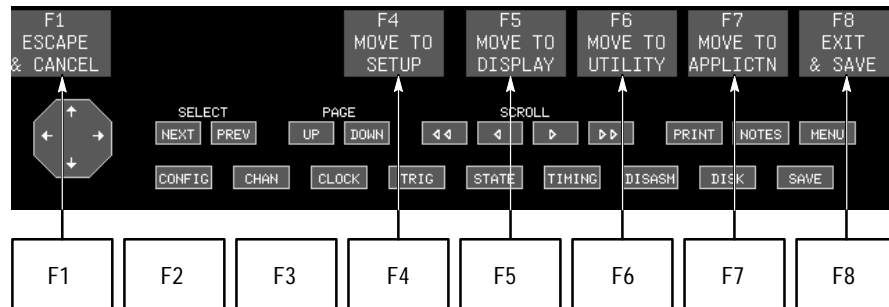 F1
ESCAPE
& CANCEL
F4
MOVE TO
SETUP
F5
MOVE TO
DISPLAY
F6
MOVE TO
UTILITY
F7
MOVE TO
APPLICTN
F8
EXIT
& SAVE
SELECT PAGE SCROLL
NEXT PREV UP DOWN PRINT NOTES MENU
CONFIG CHAN CLOCK TRIG STATE TIMING DISASM DISK SAVE
F1 F2 F3 F4 F5 F6 F7 F8